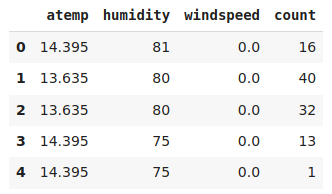 atemp humidity windspeed count
0 14.395 81 0.0 16
1 13.635 80 0.0 40
2 13.635 80 0.0 32
3 14.395 75 0.0 13
4 14.395 75 0.0 1